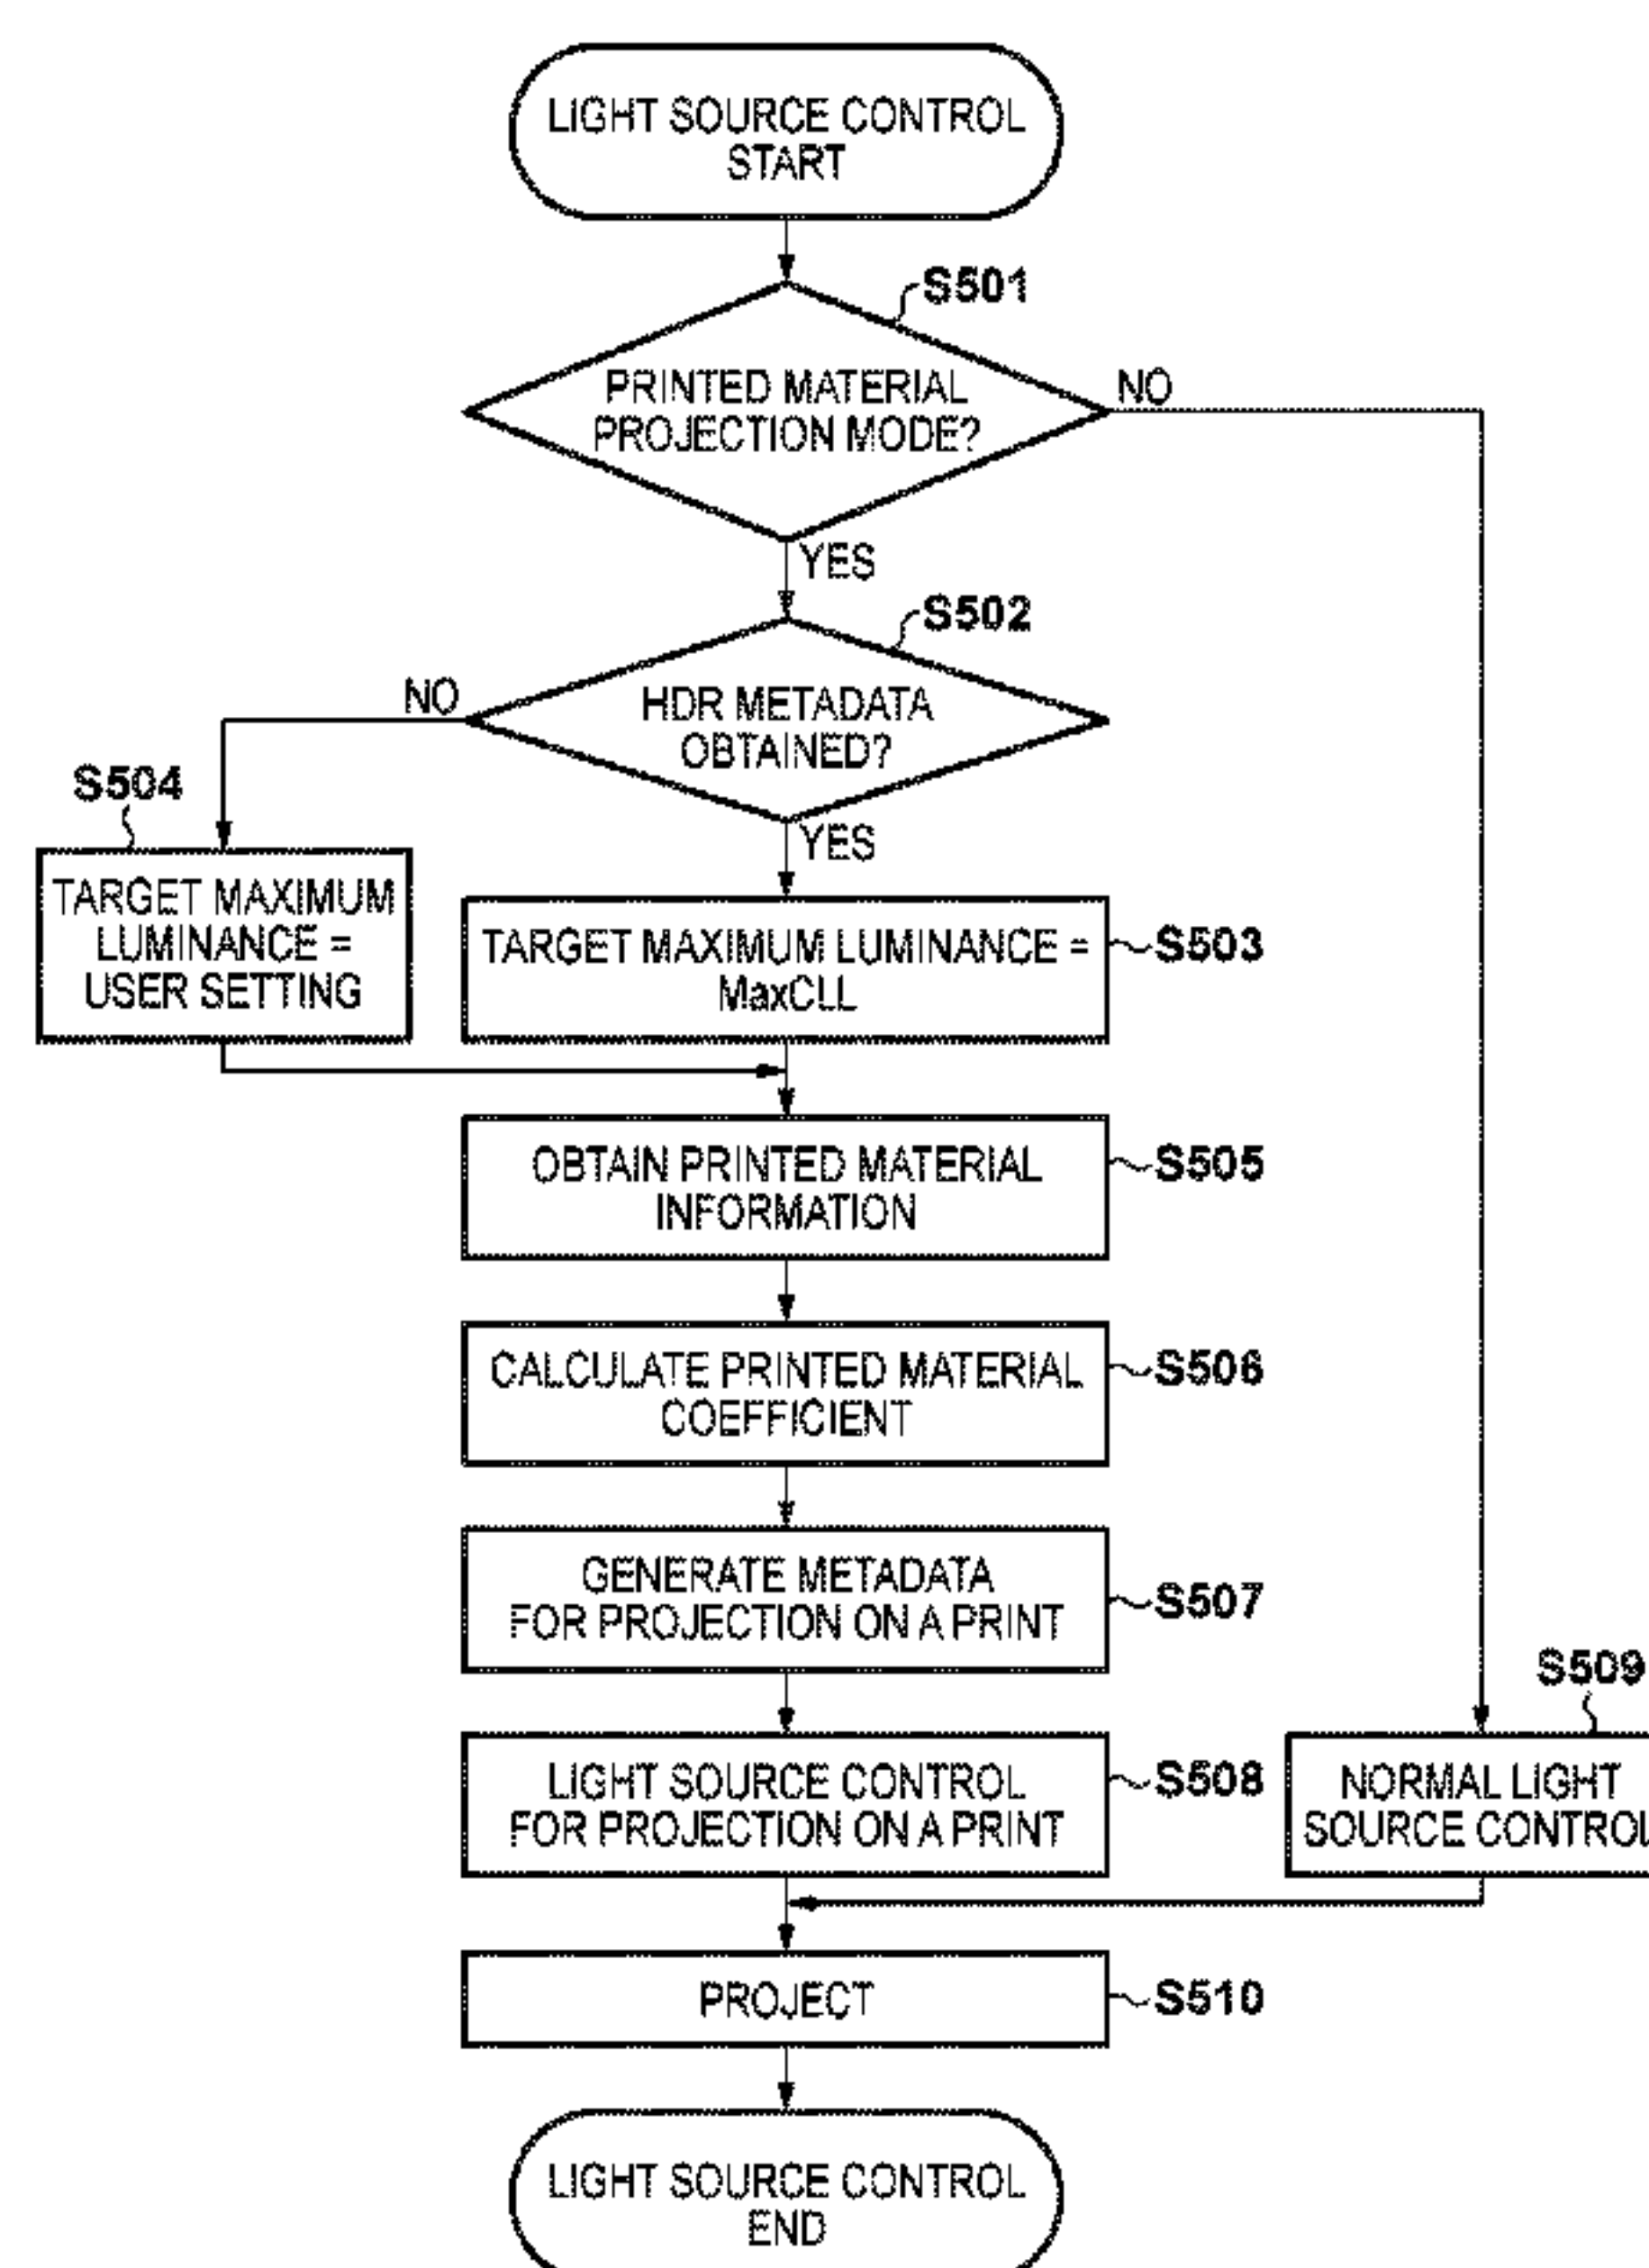 LIGHT SOURCE CONTROL
START
S501
PRINTED MATERIAL
PROJECTION MODE?
NO
YES
S502
HDR METADATA
OBTAINED?
NO
YES
S504
TARGET MAXIMUM
LUMINANCE =
USER SETTING
TARGET MAXIMUM LUMINANCE =
MaxCLL
S503
OBTAIN PRINTED MATERIAL
INFORMATION
S505
CALCULATE PRINTED MATERIAL
COEFFICIENT
S506
GENERATE METADATA
FOR PROJECTION ON A PRINT
S507
LIGHT SOURCE CONTROL
FOR PROJECTION ON A PRINT
S508
S509
NORMAL LIGHT
SOURCE CONTROL
PROJECT
S510
LIGHT SOURCE CONTROL
END